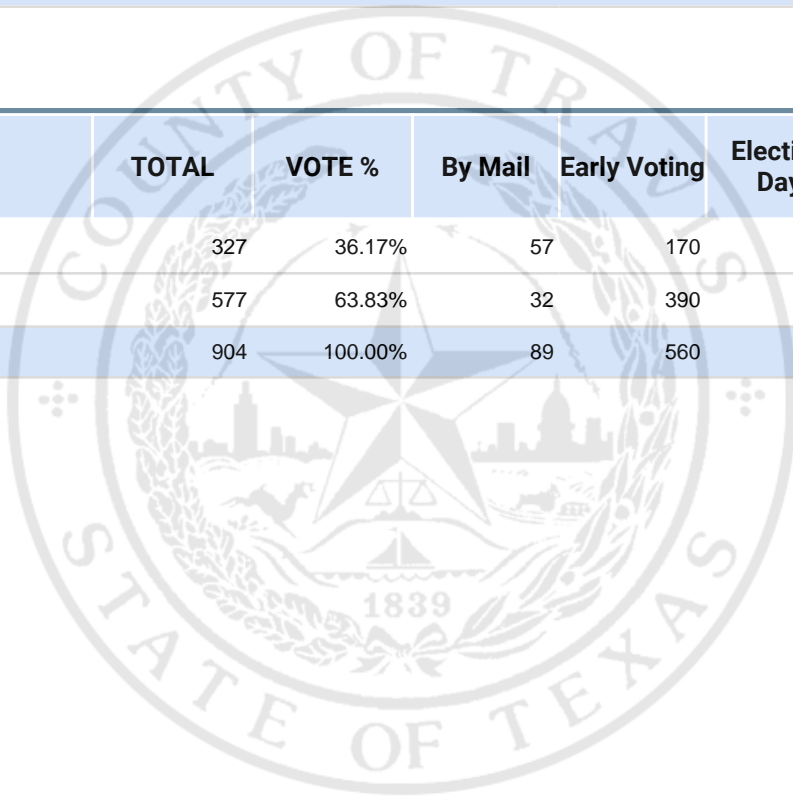 TOTAL VOTE % By Mail Early Voting
327 36.17% 57 170
577 63.83% 32 390
904 100.00% 89 560
COUNTY OF TRAVIS
1839
STATE OF TEXAS